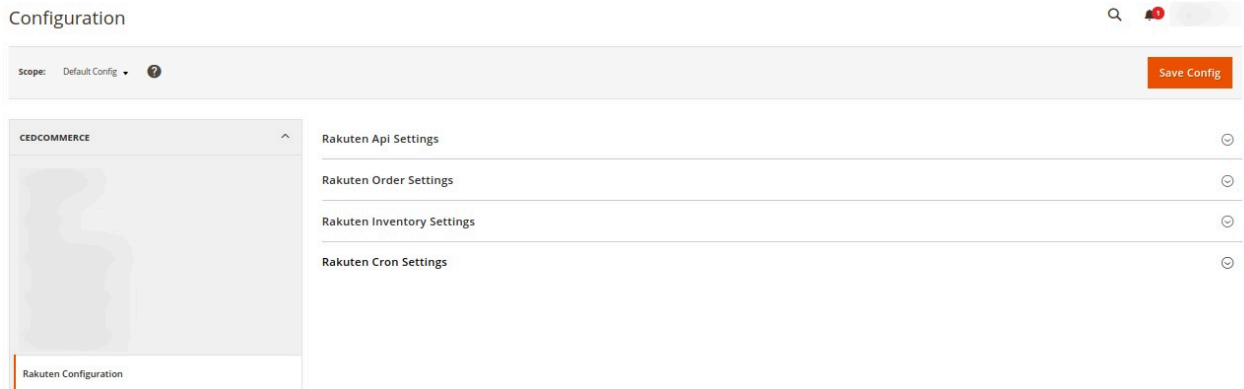 Configuration
1
Scope: Default Config
?
Save Config
CEDCOMMERCE
Rakuten Api Settings
Rakuten Order Settings
Rakuten Inventory Settings
Rakuten Cron Settings
Rakuten Configuration